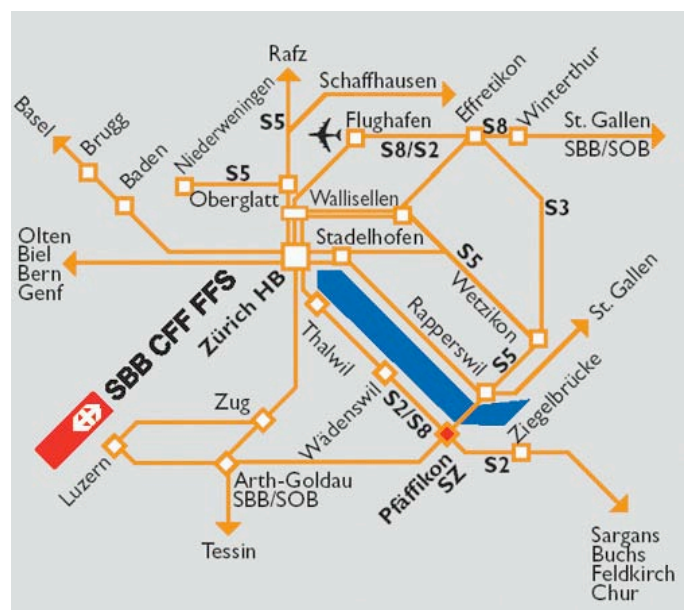 Rafz
Schaffhausen
Effretikon
Winterthur
Basel
Brugg
Baden
Niederweningen
S5
Flughafen
S8
St. Gallen
SBB/SOB
S8/S2
S5
Oberglatt
Wallisellen
S3
Olten
Biel
Bern
Genf
Stadelhofen
S5
Wetzikon
SBB CFF FFS
Zürich HB
Thalwil
Rapperswil
S5
St. Gallen
Zug
Wädenswil
S2/S8
Ziegelbrücke
Luzern
Arth-Goldau
SBB/SOB
Pfäffikon
SZ
S2
Tessin
Sargans
Buchs
Feldkirch
Chur